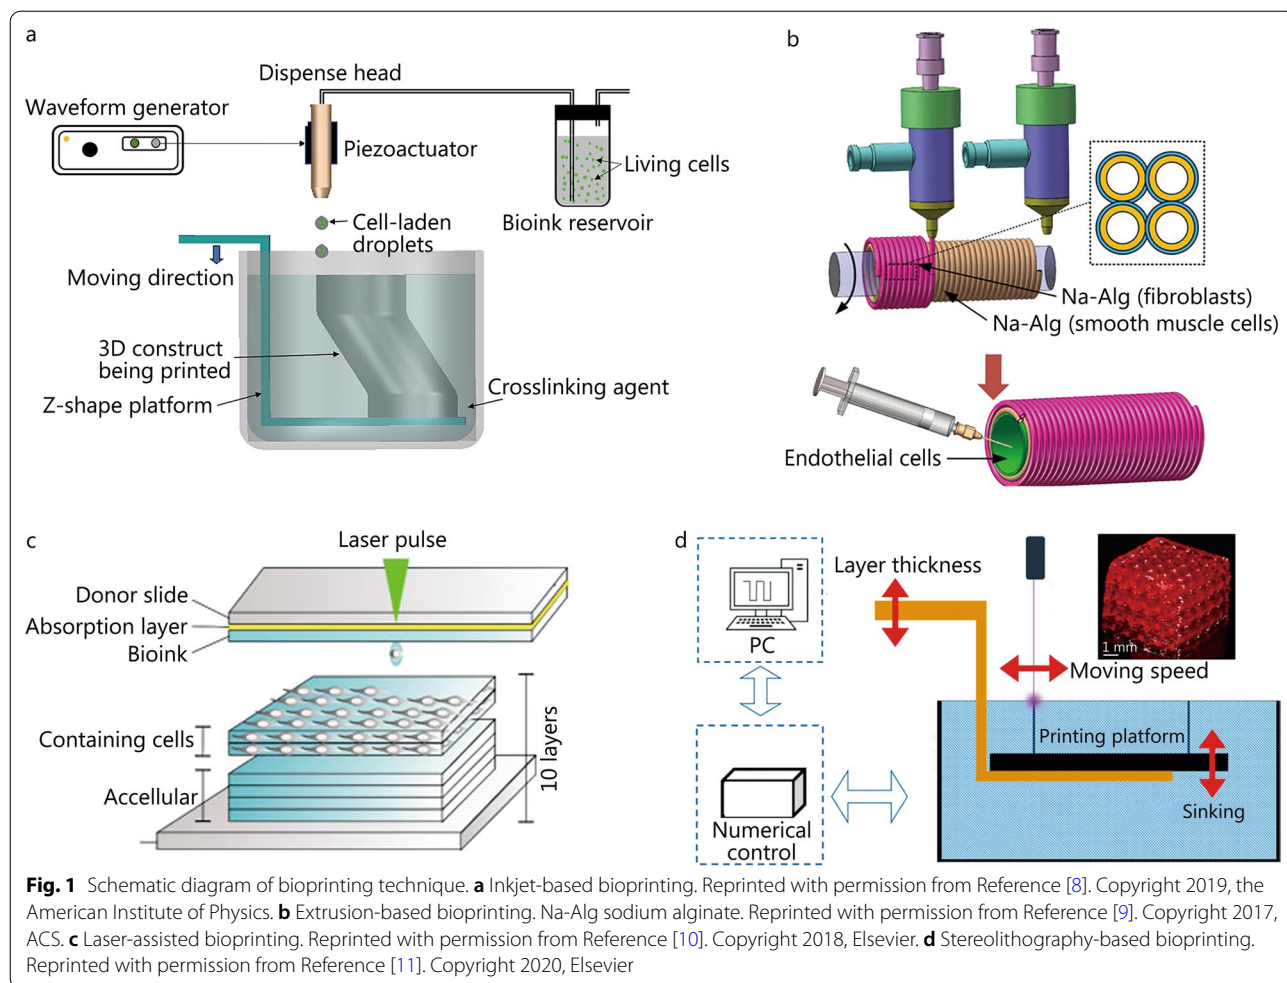 a
Dispense head
Waveform generator
Piezoactuator
Living cells
Bioink reservoir
Cell-laden
droplets
Moving direction
3D construct
being printed
Z-shape platform
Crosslinking agent
b
Na-Alg (fibroblasts)
Na-Alg (smooth muscle cells)
Endothelial cells
c
Laser pulse
Donor slide
Absorption layer
Bioink
Containing cells
Accellular
10 layers
d
PC
Numerical
control
Layer thickness
1 mm
Moving speed
Printing platform
Sinking
Fig. 1 Schematic diagram of bioprinting technique. a Inkjet-based bioprinting. Reprinted with permission from Reference [8]. Copyright 2019, the
American Institute of Physics. b Extrusion-based bioprinting. Na-Alg sodium alginate. Reprinted with permission from Reference [9]. Copyright 2017,
ACS. c Laser-assisted bioprinting. Reprinted with permission from Reference [10]. Copyright 2018, Elsevier. d Stereolithography-based bioprinting.
Reprinted with permission from Reference [11]. Copyright 2020, Elsevier